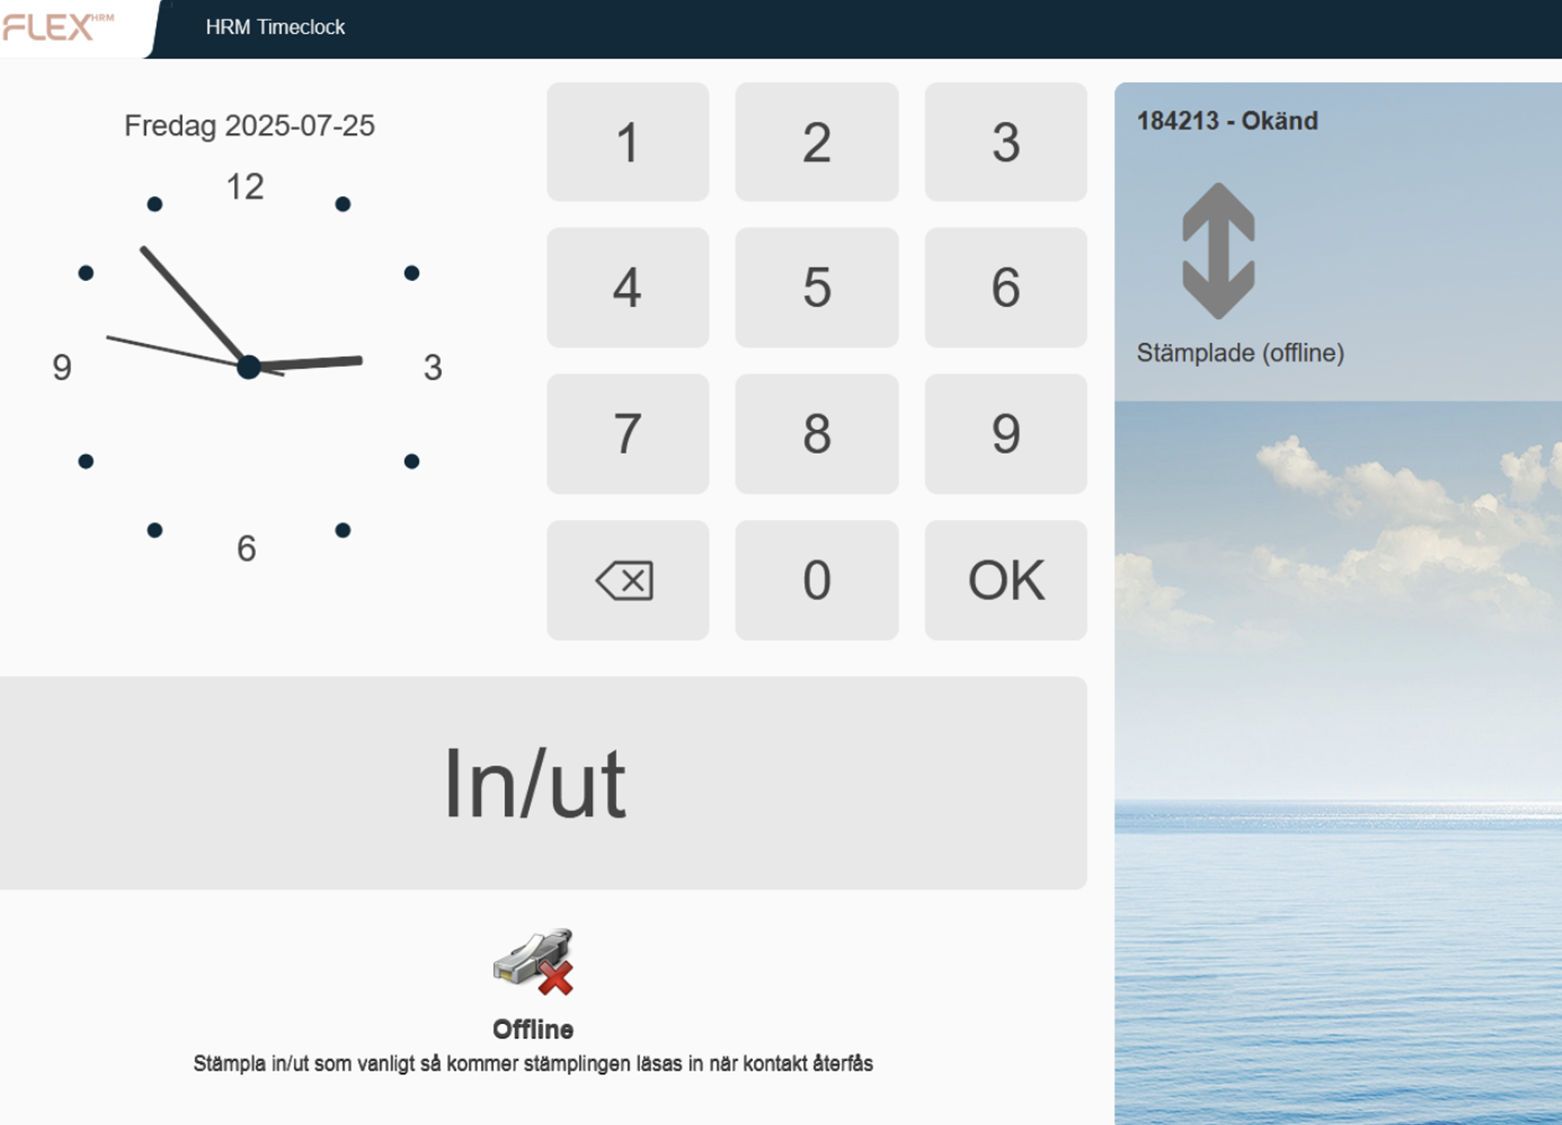 FLEX HRM
HRM Timeclock
Fredag 2025-07-25
12
9
3
6
1
2
3
4
5
6
7
8
9
0
OK
In/ut
Offline
Stämpla in/ut som vanligt så kommer stämplingen läsas in när kontakt återfås
184213 - Okänd
Stämplade (offline)